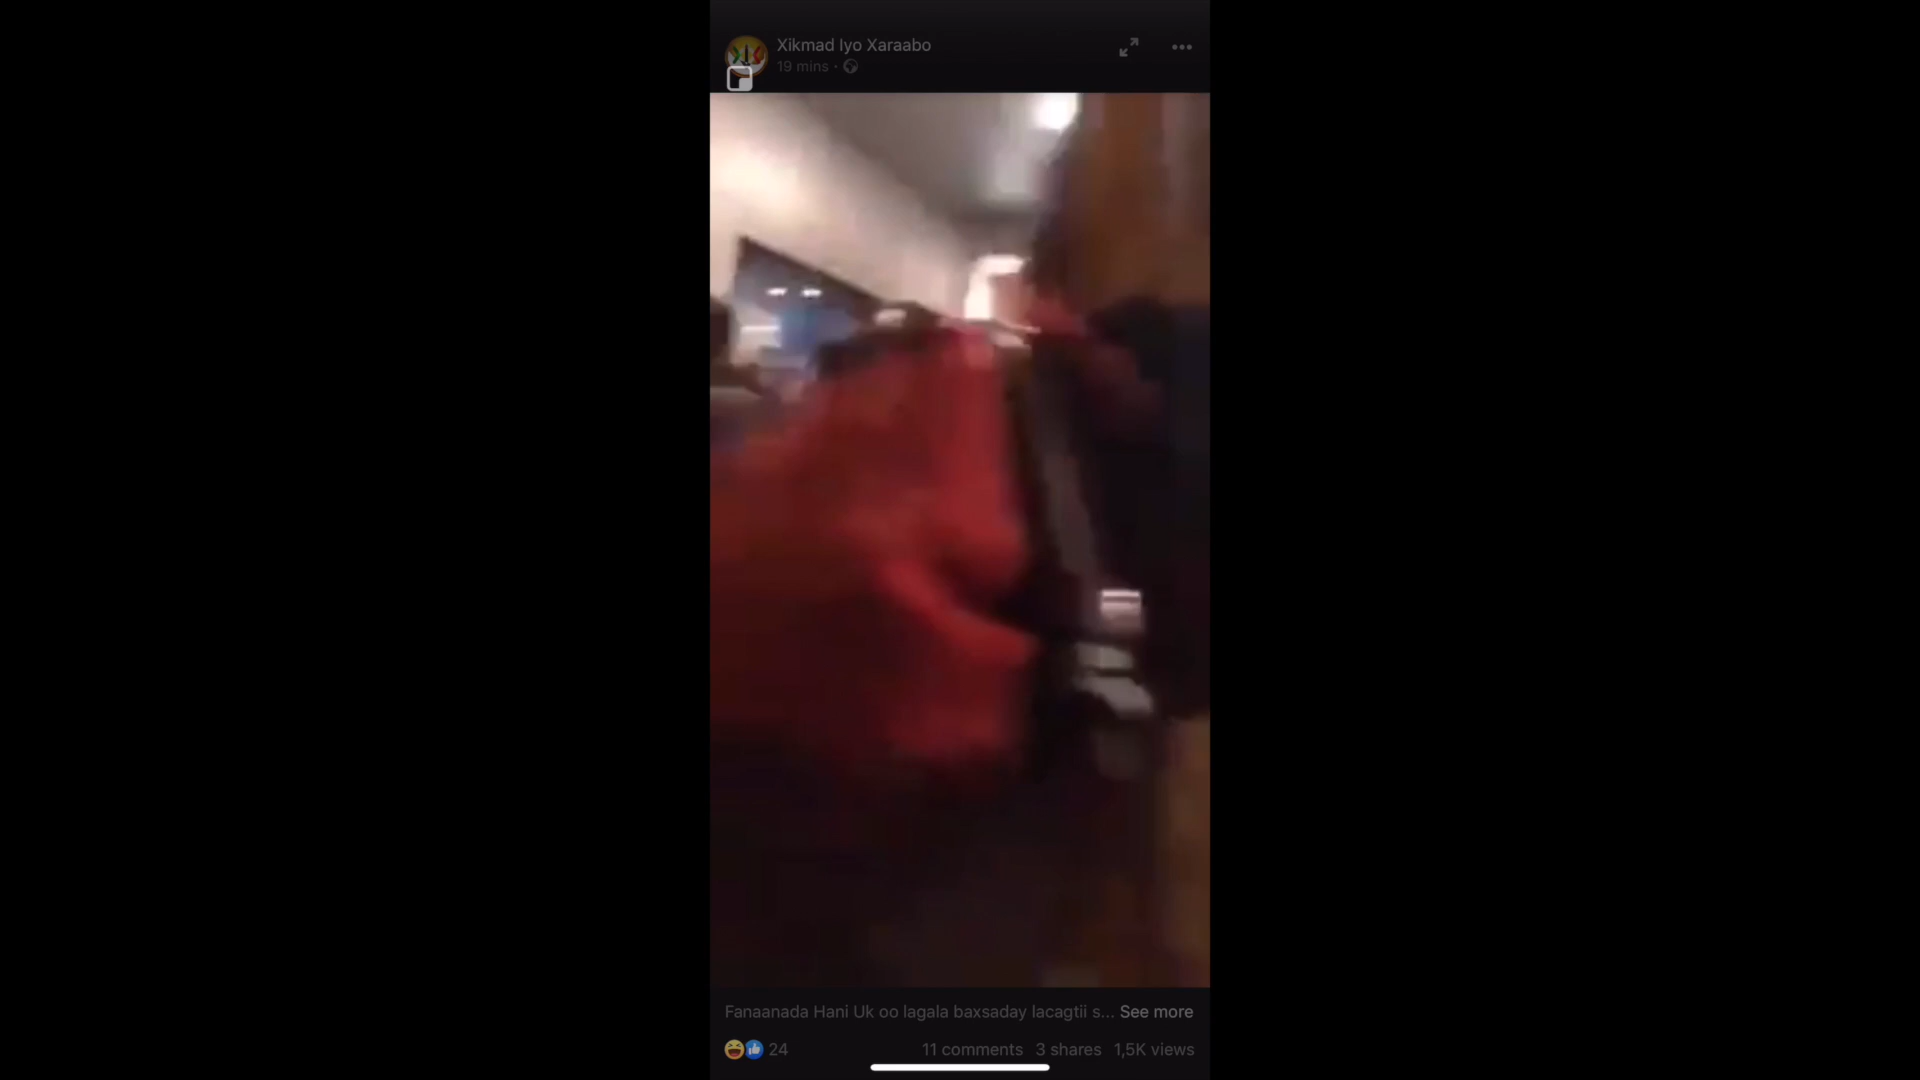 Xikmad Iyo Xaraabo
19 mins ·
Fanaanada Hani Uk oo lagala baxsaday lacagtii s... See more
24 11 comments 3 shares 1,5K views